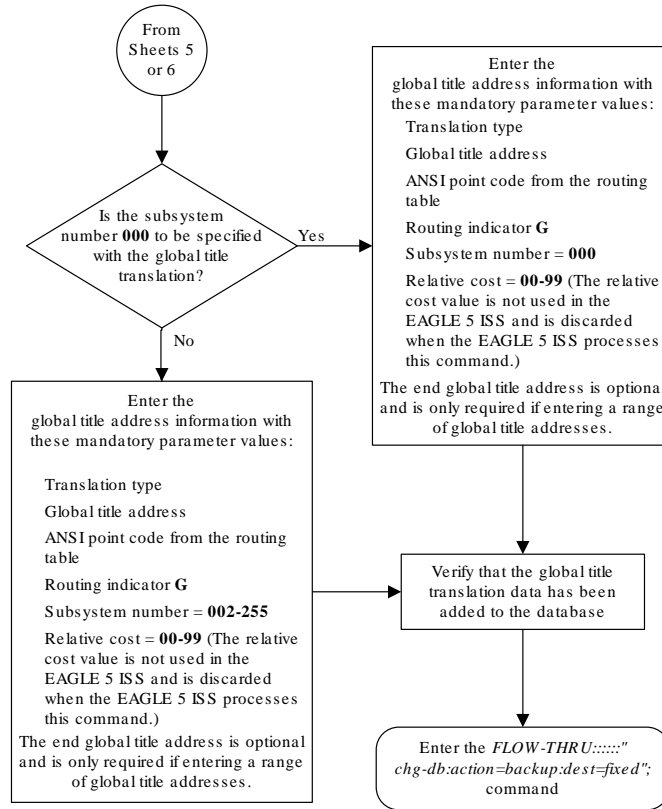 From
Sheets 5
or 6
Is the subsystem
number 000 to be specified
with the global title
translation?
Yes
No
Enter the
global title address information with
these mandatory parameter values:
Translation type
Global title address
ANSI point code from the routing
table
Routing indicator G
Subsystem number = 000
Relative cost = 00-99 (The relative
cost value is not used in the
EAGLE 5 ISS and is discarded
when the EAGLE 5 ISS processes
this command.)
The end global title address is optional
and is only required if entering a range
of global title addresses.
Enter the
global title address information with
these mandatory parameter values:
Translation type
Global title address
ANSI point code from the routing
table
Routing indicator G
Subsystem number = 002-255
Relative cost = 00-99 (The relative
cost value is not used in the
EAGLE 5 ISS and is discarded
when the EAGLE 5 ISS processes
this command.)
The end global title address is optional
and is only required if entering a range
of global title addresses.
Verify that the global title
translation data has been
added to the database
Enter the FLOW-THRU::::::"
chg-db:action=backup:dest=fixed";
command